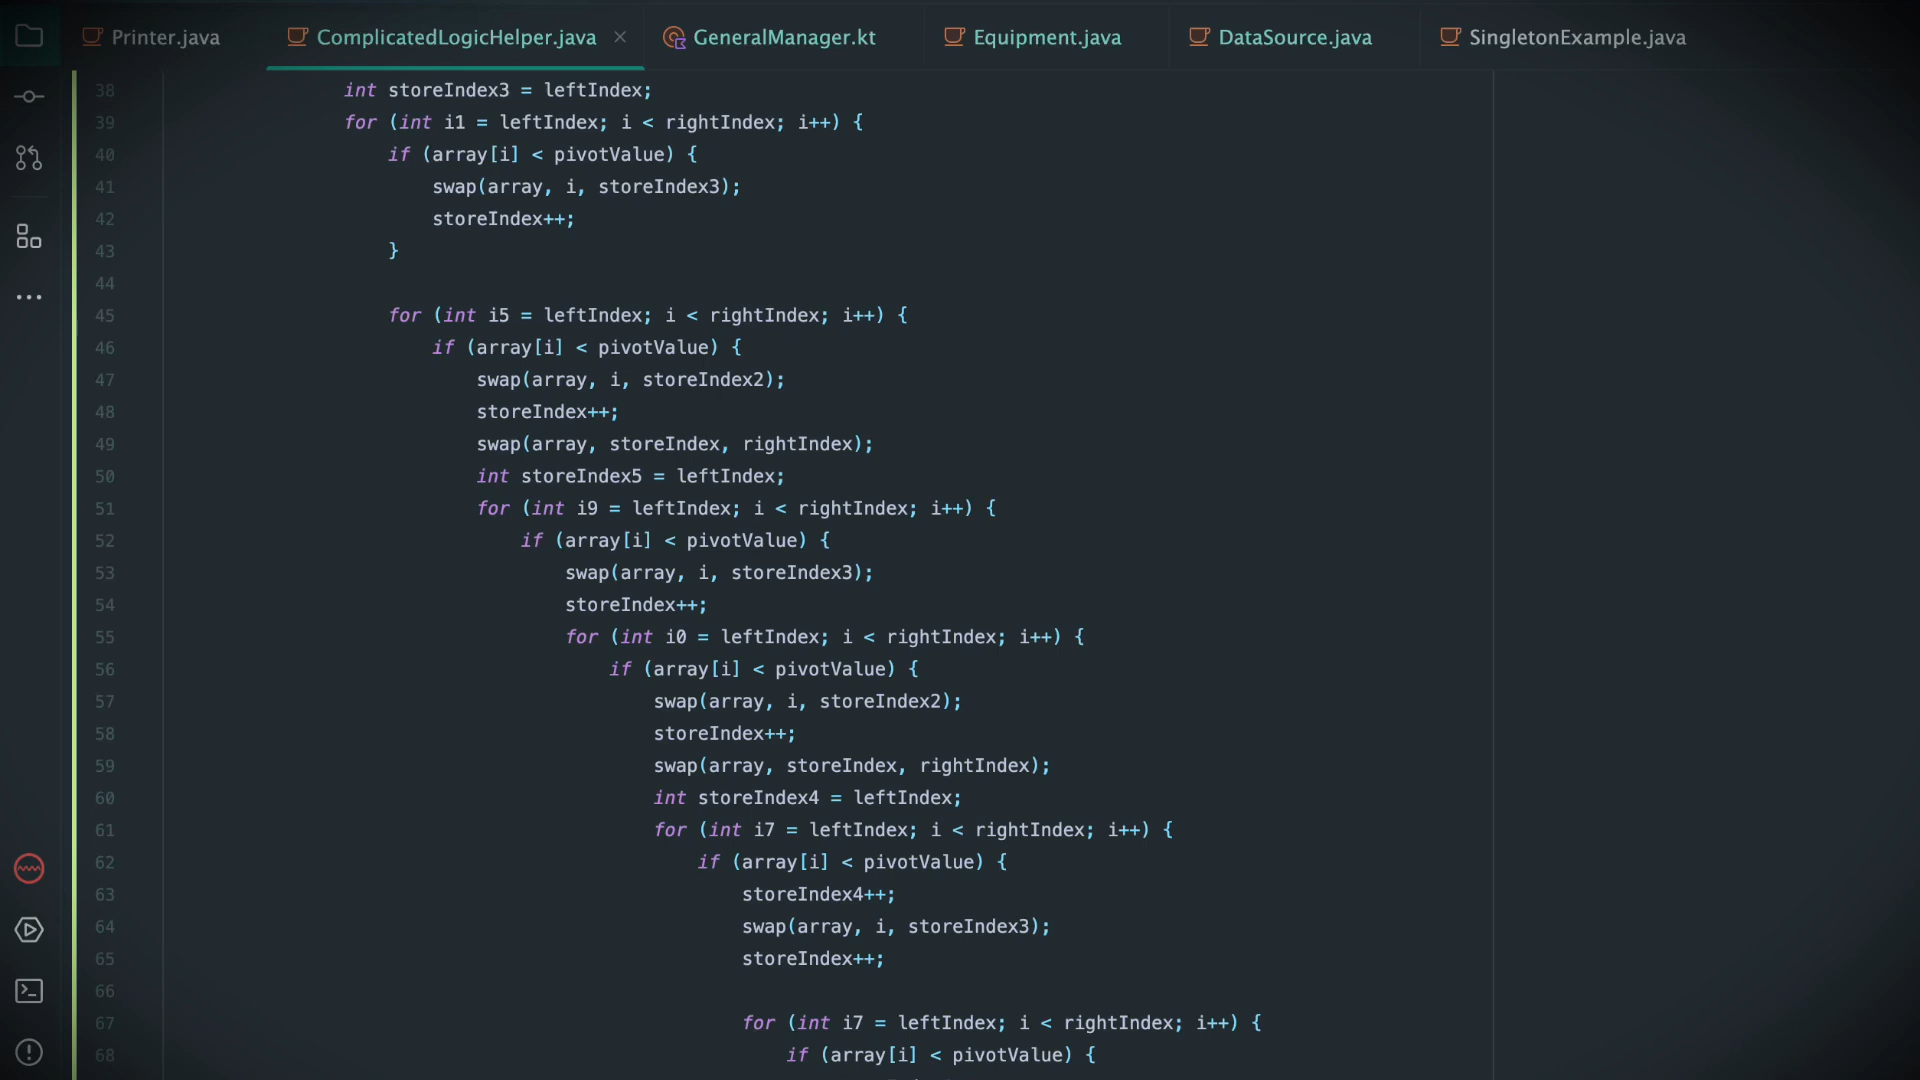 Printer.java ComplicatedLogicHelper.java × GeneralManager.kt Equipment.java DataSource.java SingletonExample.java
38 int storeIndex3 = leftIndex;
39 for (int i1 = leftIndex; i < rightIndex; i++) {
40 if (array[i] < pivotValue) {
41 swap(array, i, storeIndex3);
42 storeIndex++;
43 }
44
45 for (int i5 = leftIndex; i < rightIndex; i++) {
46 if (array[i] < pivotValue) {
47 swap(array, i, storeIndex2);
48 storeIndex++;
49 swap(array, storeIndex, rightIndex);
50 int storeIndex5 = leftIndex;
51 for (int i9 = leftIndex; i < rightIndex; i++) {
52 if (array[i] < pivotValue) {
53 swap(array, i, storeIndex3);
54 storeIndex++;
55 for (int i0 = leftIndex; i < rightIndex; i++) {
56 if (array[i] < pivotValue) {
57 swap(array, i, storeIndex2);
58 storeIndex++;
59 swap(array, storeIndex, rightIndex);
60 int storeIndex4 = leftIndex;
61 for (int i7 = leftIndex; i < rightIndex; i++) {
62 if (array[i] < pivotValue) {
63 storeIndex4++;
64 swap(array, i, storeIndex3);
65 storeIndex++;
66
67 for (int i7 = leftIndex; i < rightIndex; i++) {
68 if (array[i] < pivotValue) {